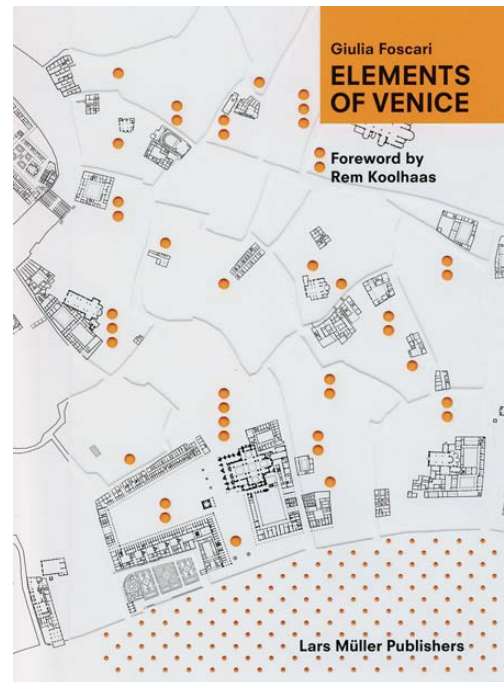 Giulia Foscari
ELEMENTS
OF VENICE
Foreword by
Rem Koolhaas
Lars Müller Publishers